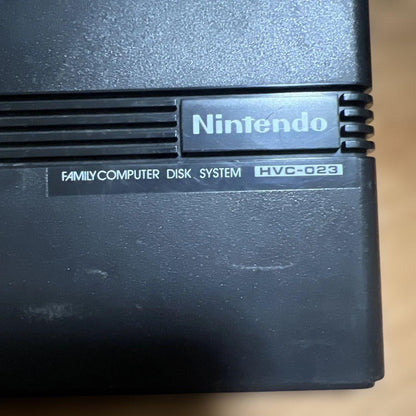 Nintendo
FAMILY COMPUTER DISK SYSTEM HVC-023